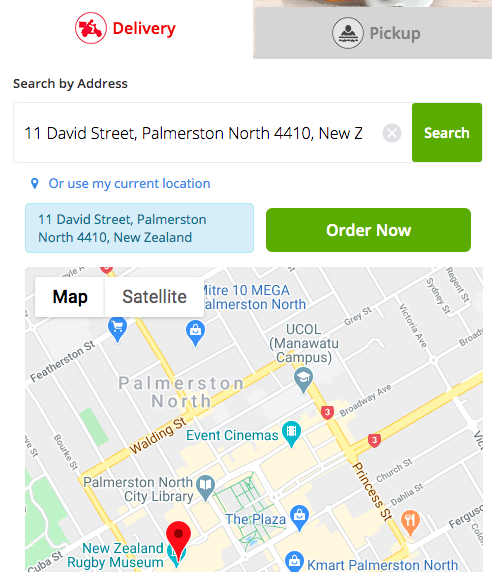 Delivery
Pickup
Search by Address
11 David Street, Palmerston North 4410, New Z
Search
Or use my current location
11 David Street, Palmerston
North 4410, New Zealand
Order Now
Map
Satellite
Mitre 10 MEGA
Palmerston North
Regent St
Sydney St
Victoria Ave
Grey St
UCOL
(Manawatu
Campus)
Featherston St
Palmerston
North
Broadway Ave
3
Walding St
Event Cinemas
3
Bourke St
Church St
Princess St
Palmerston North
City Library
Dahlia St
The Plaza
Fergus
Cuba St
New Zealand
Rugby Museum
Kmart Palmerston North